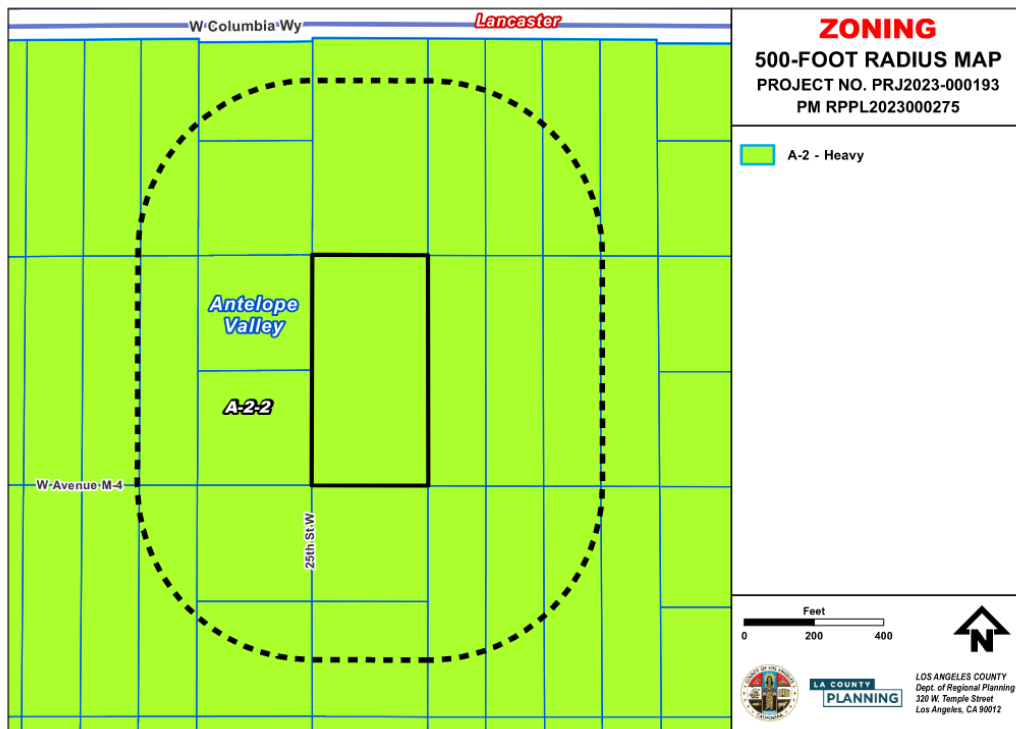 W Columbia Wy
Lancaster
Antelope
Valley
A-2-2
W Avenue M-4
25th St W
ZONING
500-FOOT RADIUS MAP
PROJECT NO. PRJ2023-000193
PM RPPL2023000275
A-2 - Heavy
Feet
0 200 400
N
LA COUNTY
PLANNING
LOS ANGELES COUNTY
Dept. of Regional Planning
320 W. Temple Street
Los Angeles, CA 90012